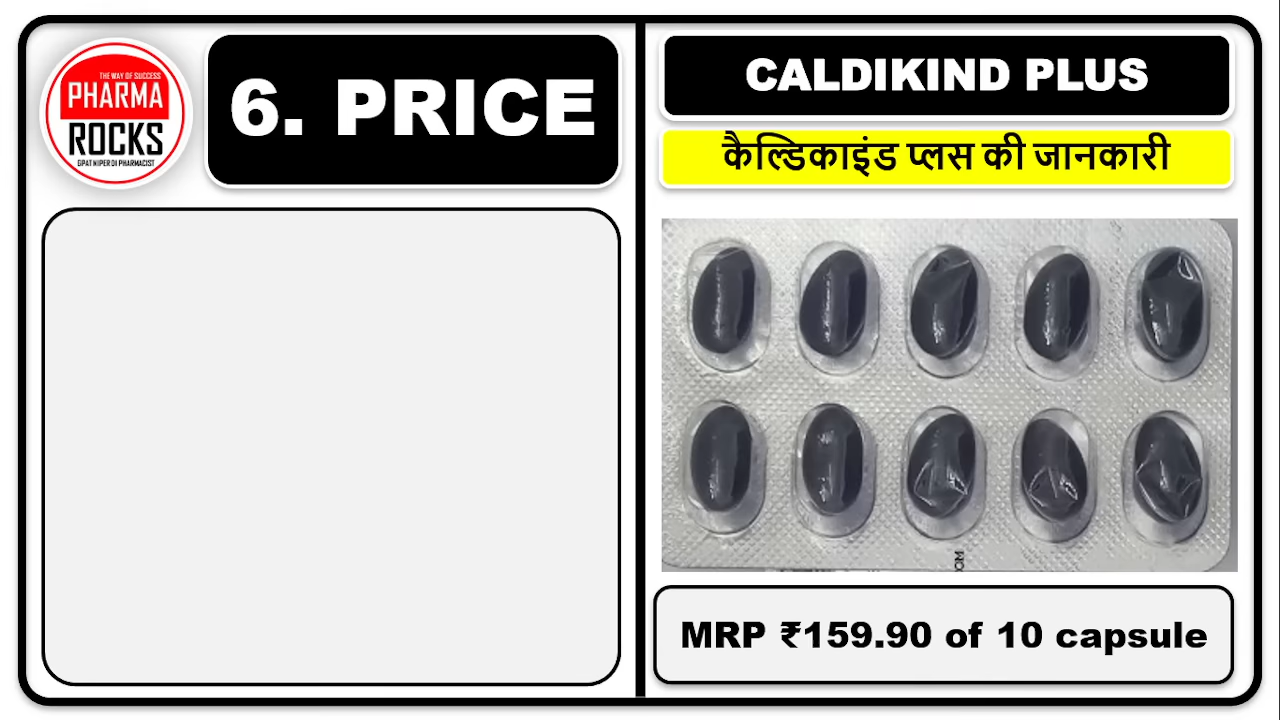 THE WAY OF SUCCESS
PHARMA
ROCKS
GPAT NIPER DI PHARMACIST
6. PRICE
CALDIKIND PLUS
कैल्डिकाइंड प्लस की जानकारी
MRP ₹159.90 of 10 capsule